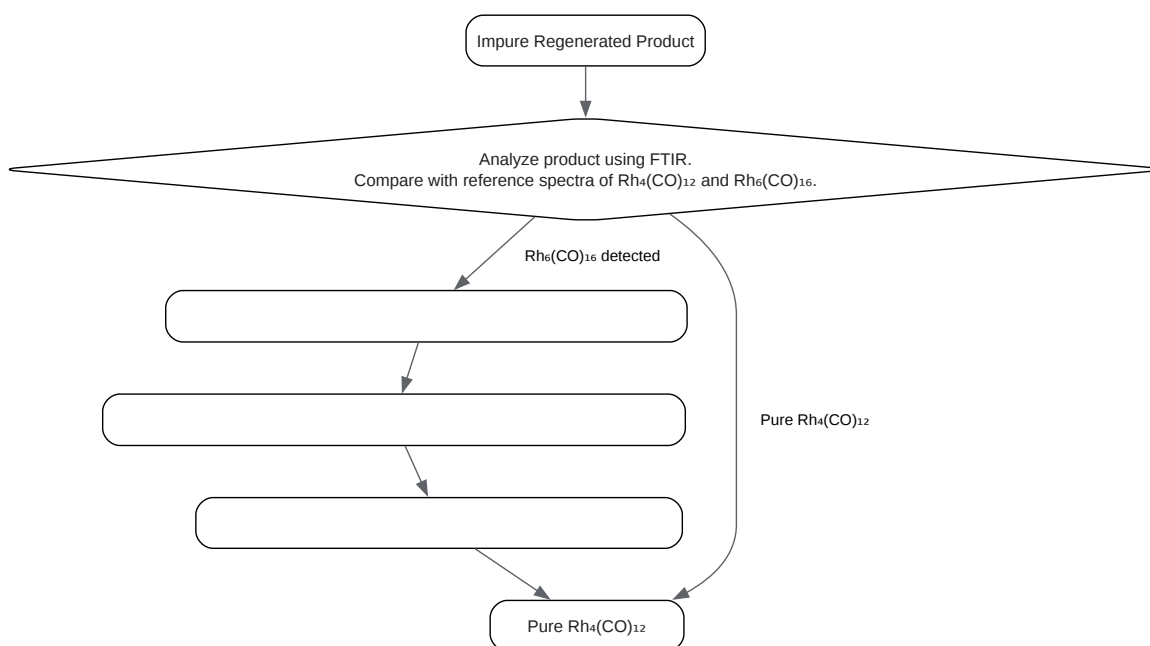 Impure Regenerated Product
Analyze product using FTIR.
Compare with reference spectra of Rh₄(CO)₁₂ and Rh₆(CO)₁₆.
Rh₆(CO)₁₆ detected
Pure Rh₄(CO)₁₂
Pure Rh₄(CO)₁₂